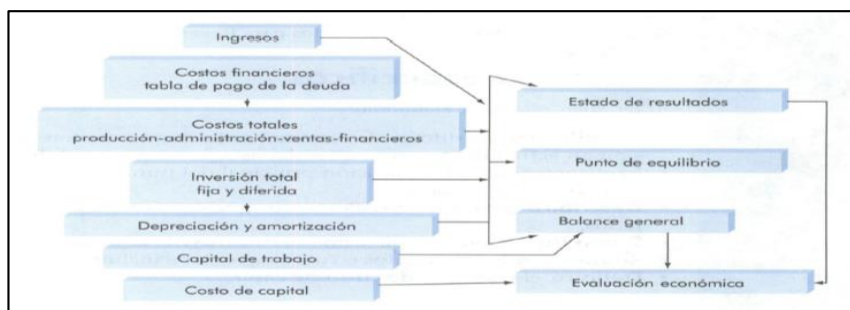 Ingresos
Costos financieros
tabla de pago de la deuda
Costos totales
producción-administración-ventas-financieros
Inversión total
fija y diferida
Depreciación y amortización
Capital de trabajo
Costo de capital
Estado de resultados
Punto de equilibrio
Balance general
Evaluación económica